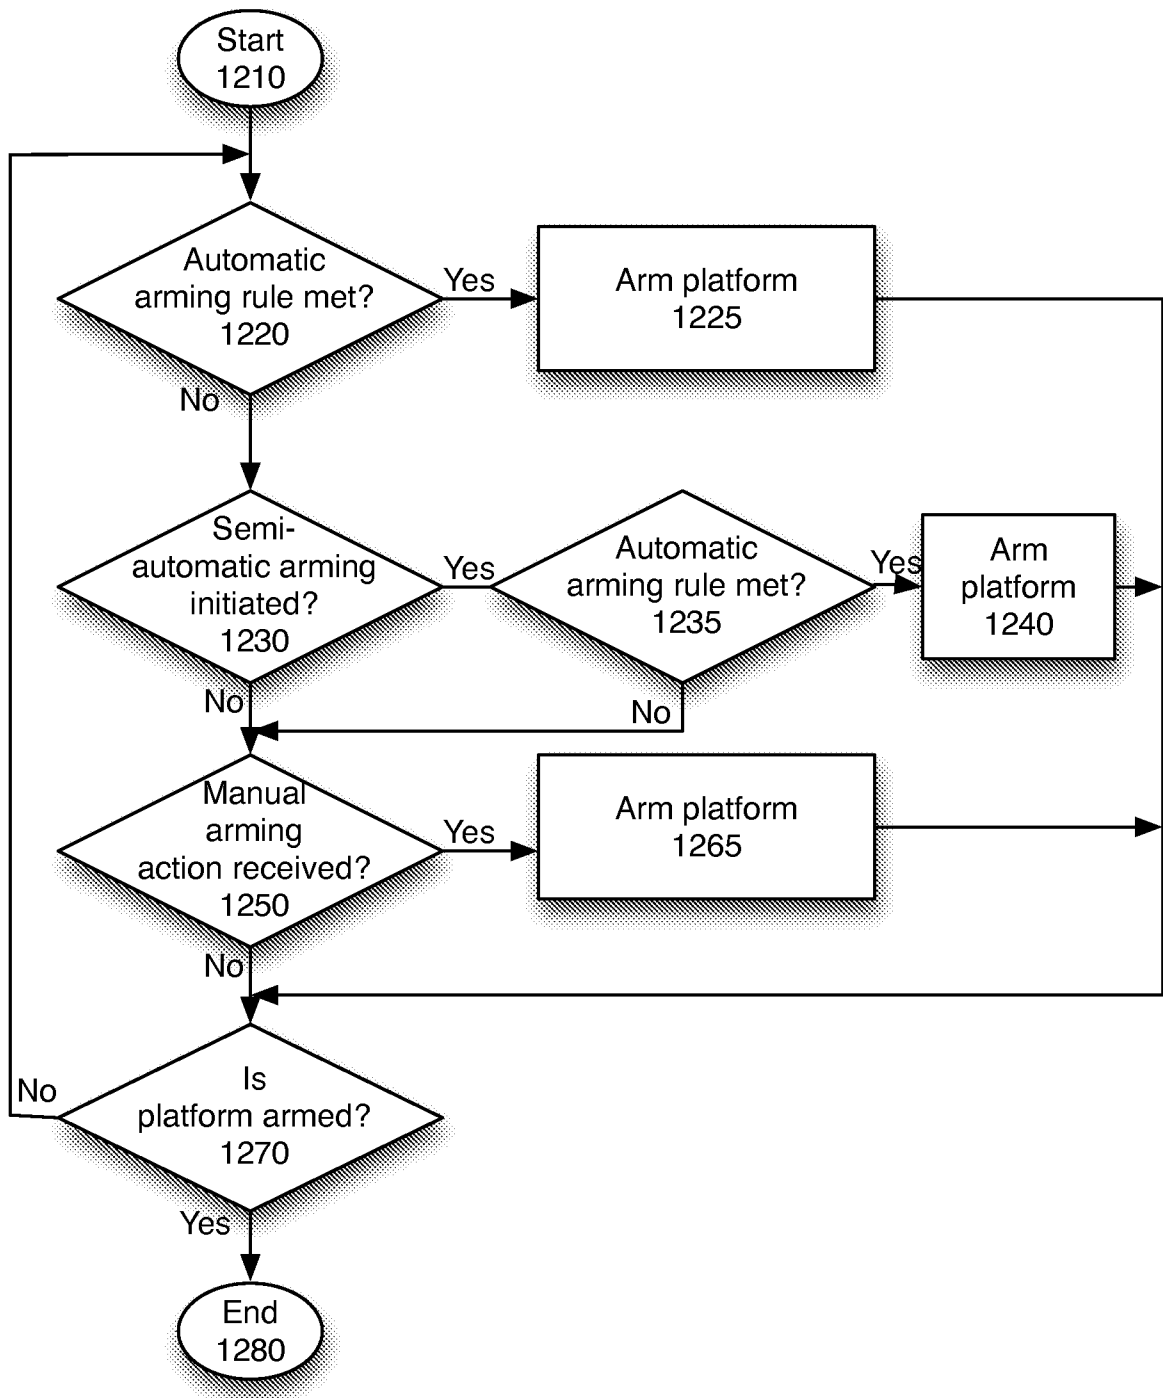 Start
1210
Automatic
arming rule met?
1220
Yes
Arm platform
1225
No
Semi-
automatic arming
initiated?
1230
Yes
Automatic
arming rule met?
1235
Yes
Arm
platform
1240
No
No
Manual
arming
action received?
1250
Yes
Arm platform
1265
No
Is
platform armed?
1270
No
Yes
End
1280